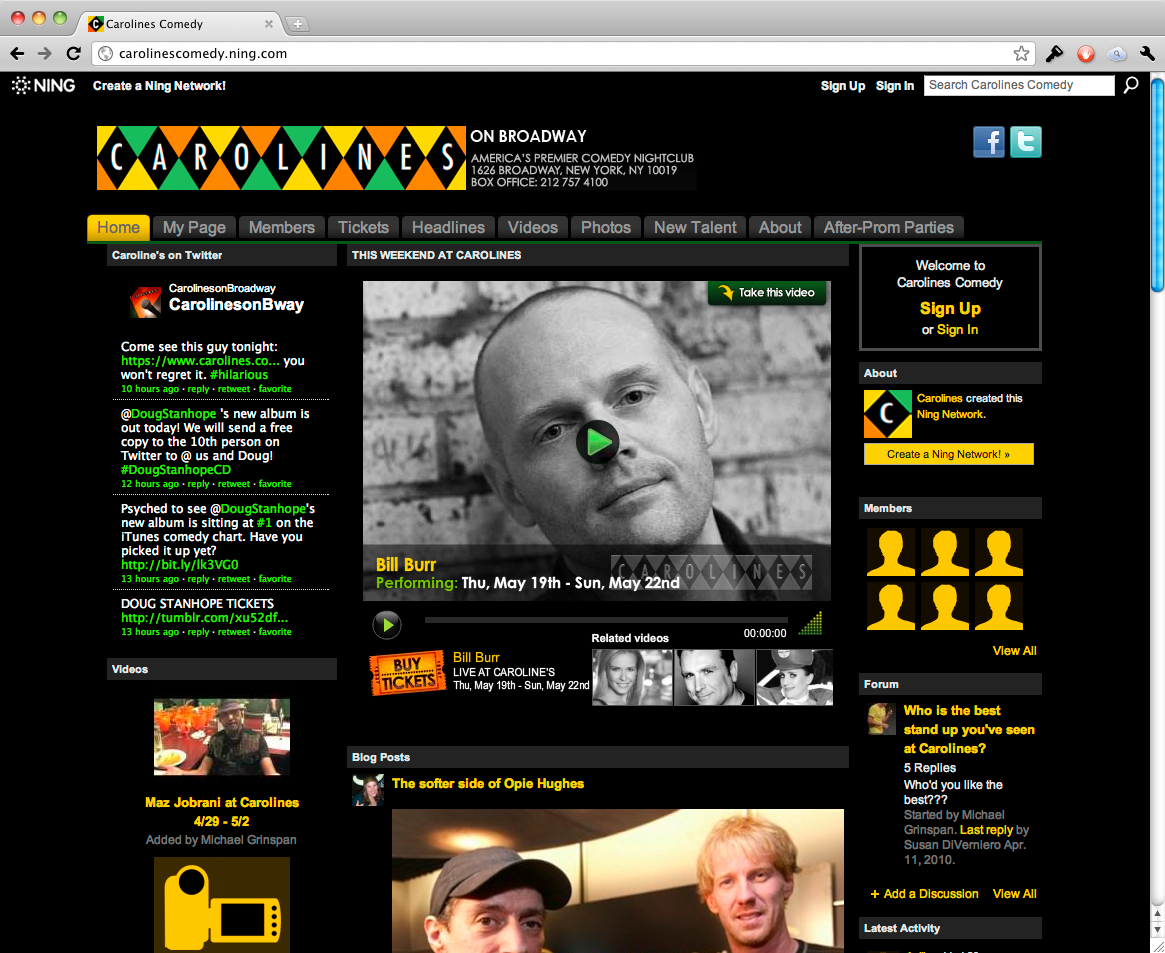 Carolines Comedy
carolinescomedy.ning.com
NING
Create a Ning Network!
Sign Up
Sign In
Search Carolines Comedy
CAROLINES
ON BROADWAY
AMERICA'S PREMIER COMEDY NIGHTCLUB
1626 BROADWAY, NEW YORK, NY 10019
BOX OFFICE: 212 757 4100
Home
My Page
Members
Tickets
Headlines
Videos
Photos
New Talent
About
After-Prom Parties
Caroline's on Twitter
CarolinesonBroadway
CarolinesonBway
Come see this guy tonight:
https://www.carolines.co... you
won't regret it. #hilarious
10 hours ago · reply · retweet · favorite
@DougStanhope 's new album is
out today! We will send a free
copy to the 10th person on
Twitter to @ us and Doug!
#DougStanhopeCD
12 hours ago · reply · retweet · favorite
Psyched to see @DougStanhope's
new album is sitting at #1 on the
iTunes comedy chart. Have you
picked it up yet?
http://bit.ly/lk3VG0
13 hours ago · reply · retweet · favorite
DOUG STANHOPE TICKETS
http://tumblr.com/xu52df...
13 hours ago · reply · retweet · favorite
Videos
Maz Jobrani at Carolines
4/29 - 5/2
Added by Michael Grinspan
THIS WEEKEND AT CAROLINES
Take this video
Bill Burr
Performing: Thu, May 19th - Sun, May 22nd
CAROLINES
00:00:00
Related videos
BUY
TICKETS
Bill Burr
LIVE AT CAROLINE'S
Thu, May 19th - Sun, May 22nd
Blog Posts
The softer side of Opie Hughes
Welcome to
Carolines Comedy
Sign Up
or Sign In
About
C
Carolines created this
Ning Network.
Create a Ning Network! »
Members
View All
Forum
Who is the best
stand up you've seen
at Carolines?
5 Replies
Who'd you like the
best???
Started by Michael
Grinspan. Last reply by
Susan DiVerniero Apr.
11, 2010.
+ Add a Discussion
View All
Latest Activity